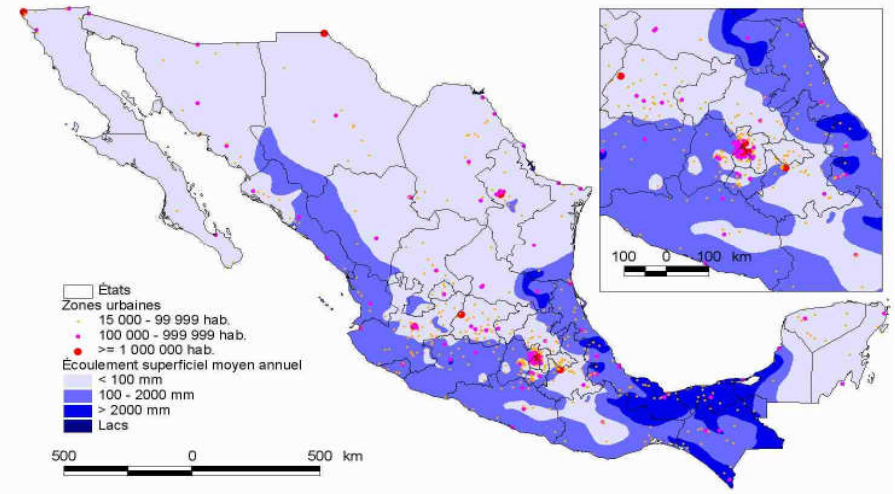 100 0 100 km
États
Zones urbaines
15 000 - 99 999 hab.
100 000 - 999 999 hab.
>= 1 000 000 hab.
Écoulement superficiel moyen annuel
< 100 mm
100 - 2000 mm
> 2000 mm
Lacs
500 0 500 km